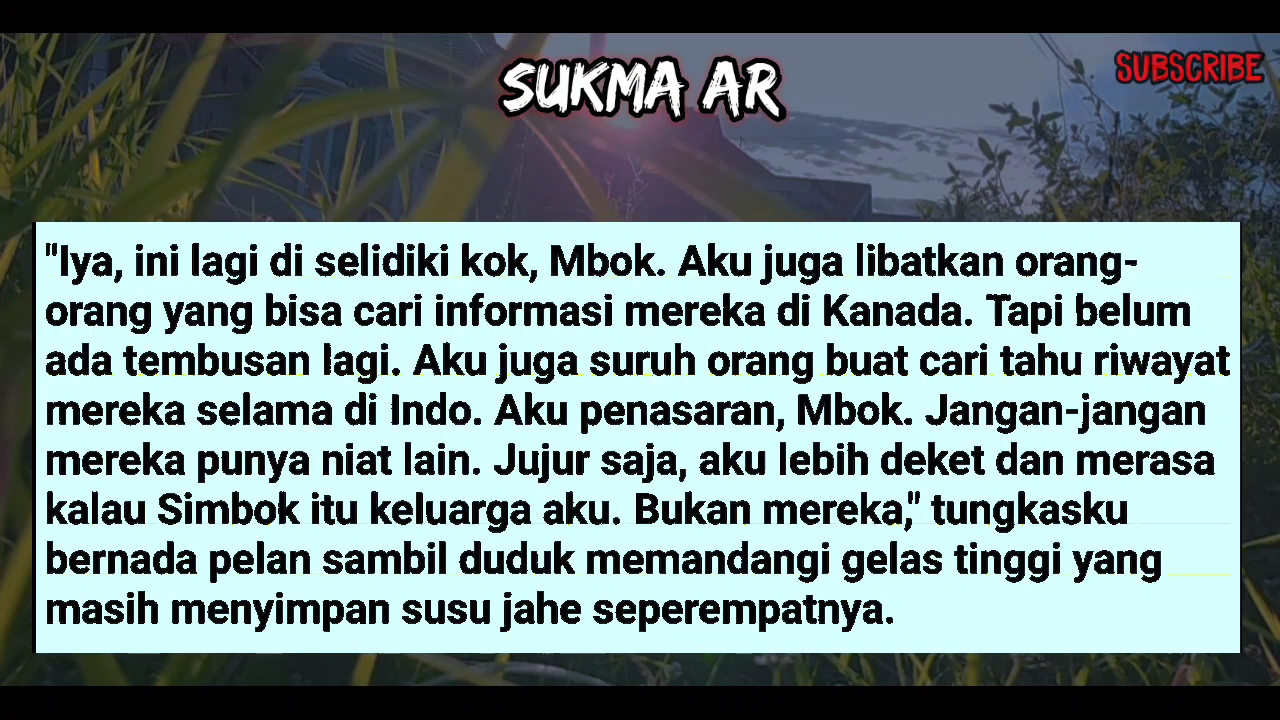 SUKMA AR
SUBSCRIBE
"Iya, ini lagi di selidiki kok, Mbok. Aku juga libatkan orang-
orang yang bisa cari informasi mereka di Kanada. Tapi belum
ada tembusan lagi. Aku juga suruh orang buat cari tahu riwayat
mereka selama di Indo. Aku penasaran, Mbok. Jangan-jangan
mereka punya niat lain. Jujur saja, aku lebih deket dan merasa
kalau Simbok itu keluarga aku. Bukan mereka," tungkasku
bernada pelan sambil duduk memandangi gelas tinggi yang
masih menyimpan susu jahe seperempatnya.